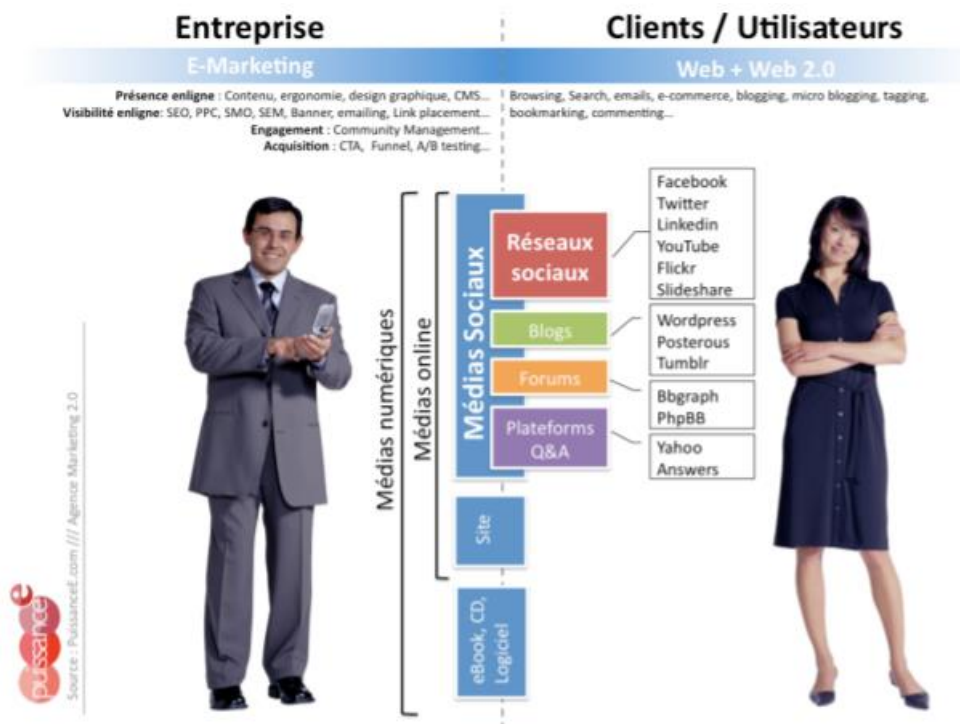 Entreprise
Clients / Utilisateurs
E-Marketing
Web + Web 2.0
Présence enligne : Contenu, ergonomie, design graphique, CMS...
Visibilité enligne: SEO, PPC, SMO, SEM, Banner, emailing, Link placement...
Engagement : Community Management...
Acquisition : CTA, Funnel, A/B testing...
Browsing, Search, emails, e-commerce, blogging, micro blogging, tagging,
bookmarking, commenting...
Médias numériques
Médias online
Médias Sociaux
Réseaux
sociaux
Facebook
Twitter
Linkedin
YouTube
Flickr
Slideshare
Blogs
Wordpress
Posterous
Tumblr
Forums
Bbgraph
PhpBB
Plateforms
Q&A
Yahoo
Answers
Site
eBook, CD,
Logiciel
puissance e
Source : PuissanceE.com /// Agence Marketing 2.0